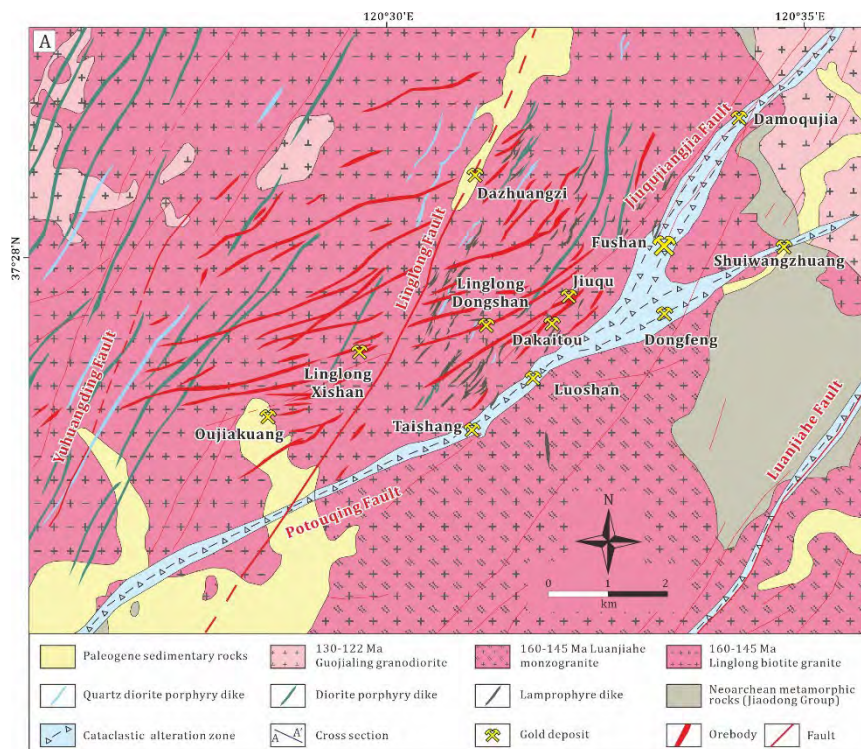 120°30′E
120°35′E
A
37°28′N
Damoqujia
Jiuqujiangjia Fault
Dazhuangzi
Linglong Fault
Fushan
Shuiwangzhuang
Jiuqu
Linglong
Dongshan
Dakaitou
Dongfeng
Linglong
Xishan
Luoshan
Yuhuangding Fault
Oujiakuang
Taishang
Luanjiahe Fault
Potouqing Fault
N
0 1 2
km
Paleogene sedimentary rocks
130-122 Ma
Guojialing granodiorite
160-145 Ma Luanjiahe
monzogranite
160-145 Ma
Linglong biotite granite
Quartz diorite porphyry dike
Diorite porphyry dike
Lamprophyre dike
Neoarchean metamorphic
rocks (Jiaodong Group)
Cataclastic alteration zone
A A'
Cross section
Gold deposit
Orebody
Fault